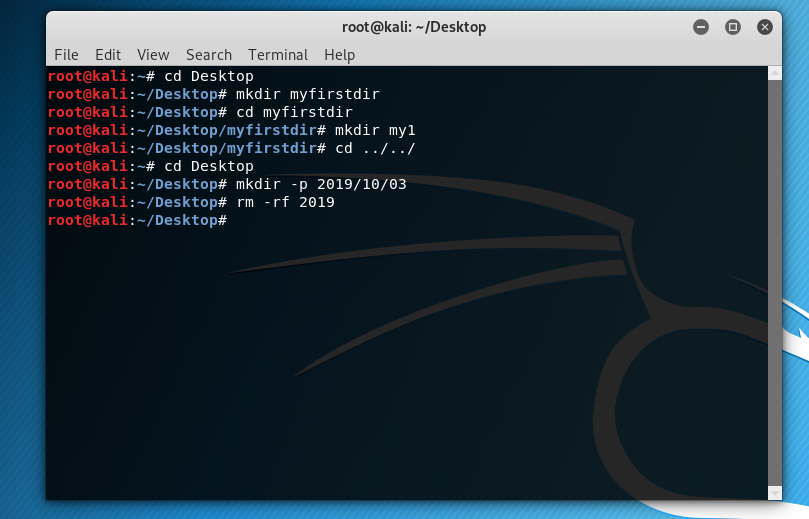 root@kali: ~/Desktop
File Edit View Search Terminal Help
root@kali:~# cd Desktop
root@kali:~/Desktop# mkdir myfirstdir
root@kali:~/Desktop# cd myfirstdir
root@kali:~/Desktop/myfirstdir# mkdir my1
root@kali:~/Desktop/myfirstdir# cd ../../
root@kali:~# cd Desktop
root@kali:~/Desktop# mkdir -p 2019/10/03
root@kali:~/Desktop# rm -rf 2019
root@kali:~/Desktop#